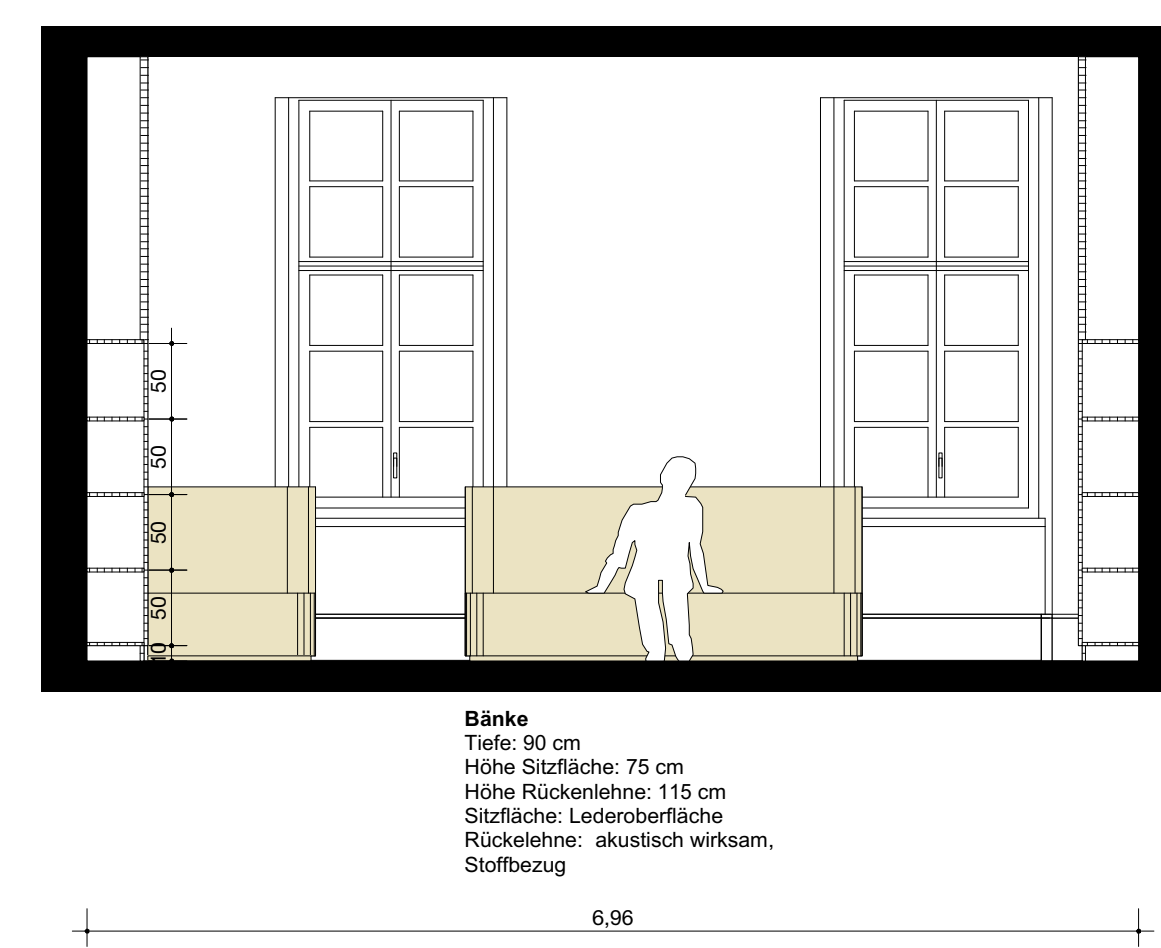 50
50
50
50
10
Bänke
Tiefe: 90 cm
Höhe Sitzfläche: 75 cm
Höhe Rückenlehne: 115 cm
Sitzfläche: Lederoberfläche
Rückelehne:  akustisch wirksam,
Stoffbezug
6,96